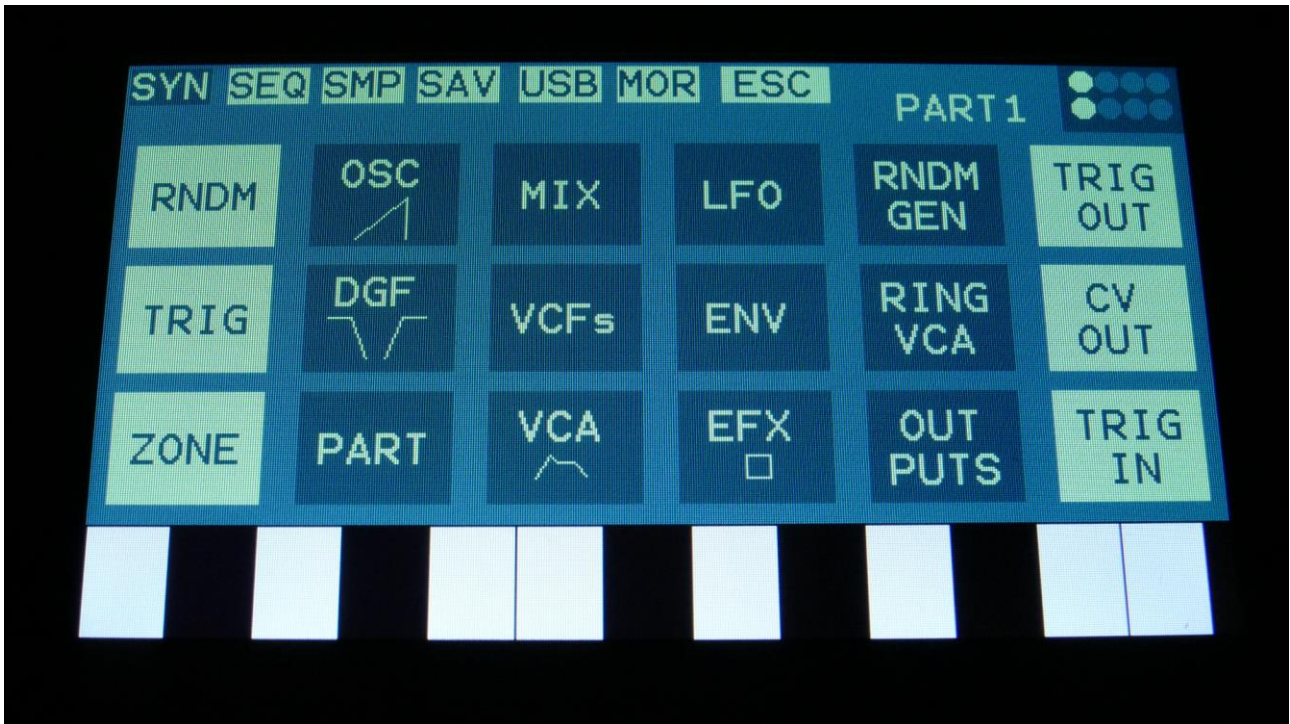 SYN SEQ SMP SAV USB MOR ESC
PART1
RNDM
OSC
MIX
LFO
RNDM
GEN
TRIG
OUT
TRIG
DGF
VCFs
ENV
RING
VCA
CV
OUT
ZONE
PART
VCA
EFX
OUT
PUTS
TRIG
IN